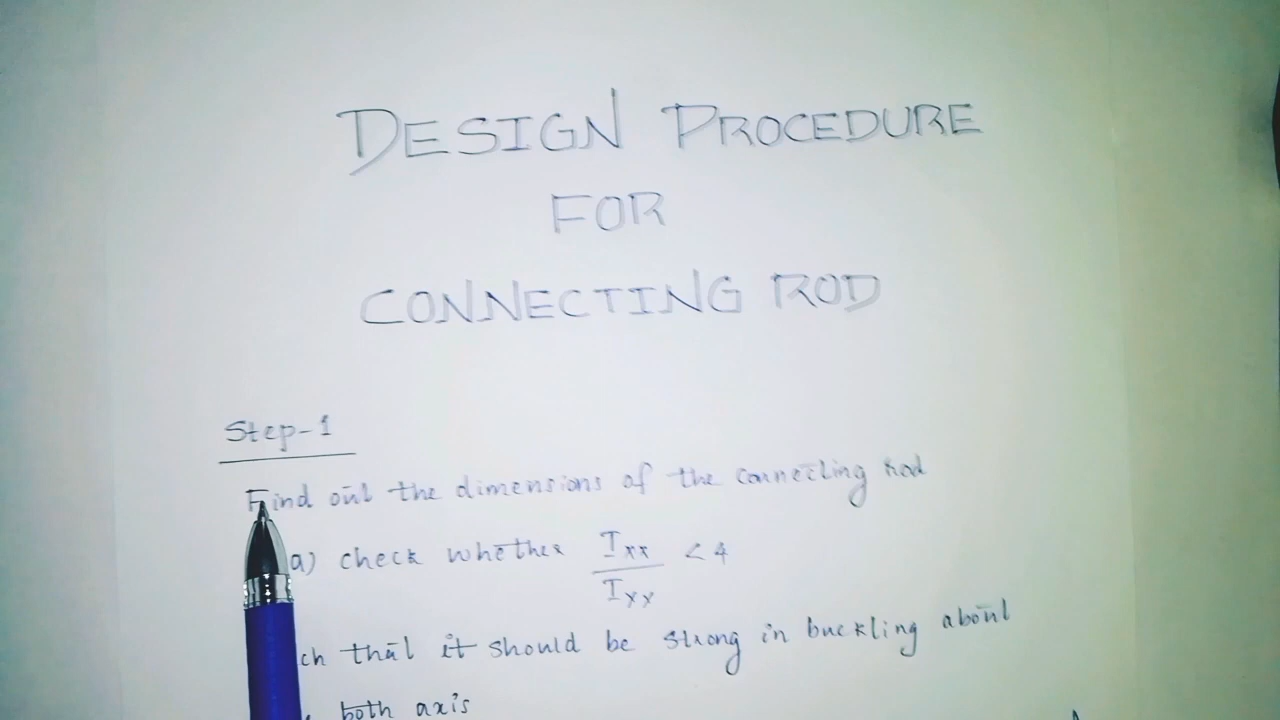 DESIGN PROCEDURE
FOR
CONNECTING ROD
Step-1
Find out the dimensions of the connecting rod
a) check whether Ixx / Iyy < 4
ch that it should be strong in buckling about
both axis